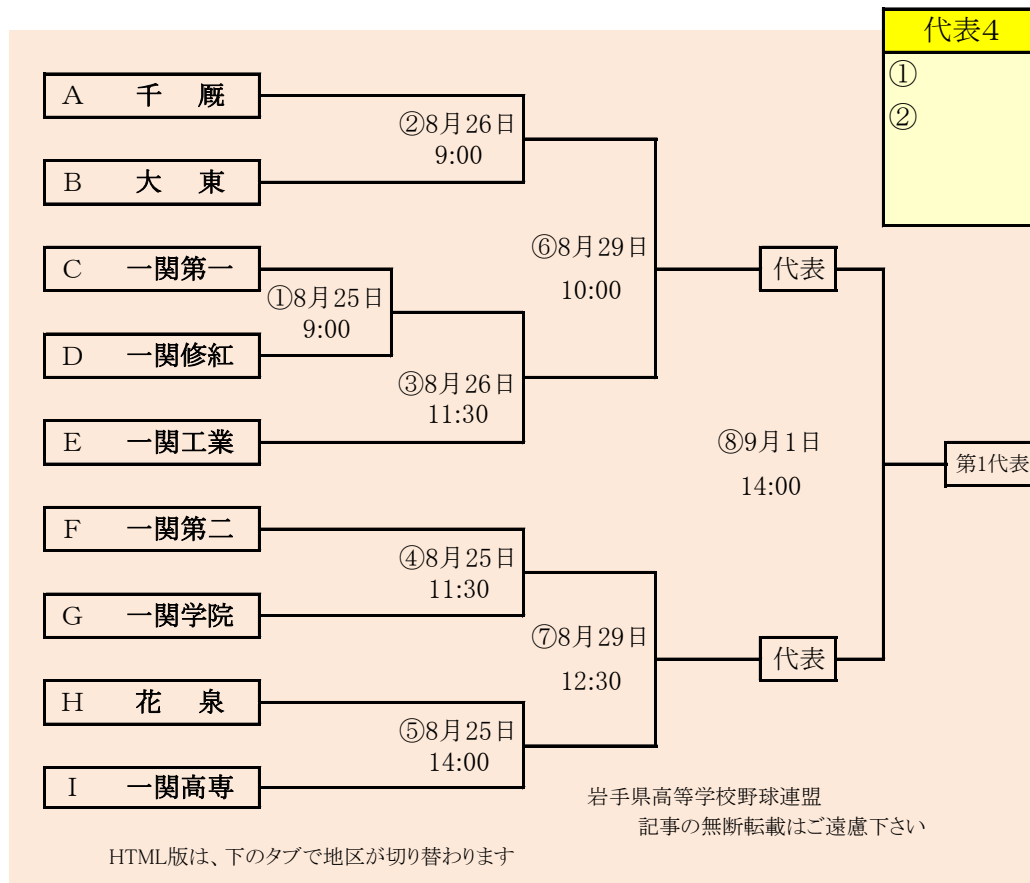 代表4
①
②
A 千 厩
②8月26日
9:00
B 大 東
C 一関第一
①8月25日
9:00
D 一関修紅
⑥8月29日
10:00
代表
③8月26日
11:30
E 一関工業
⑧9月1日
14:00
第1代表
F 一関第二
④8月25日
11:30
G 一関学院
⑦8月29日
12:30
代表
H 花 泉
⑤8月25日
14:00
I 一関高専
岩手県高等学校野球連盟
記事の無断転載はご遠慮下さい
HTML版は、下のタブで地区が切り替わります